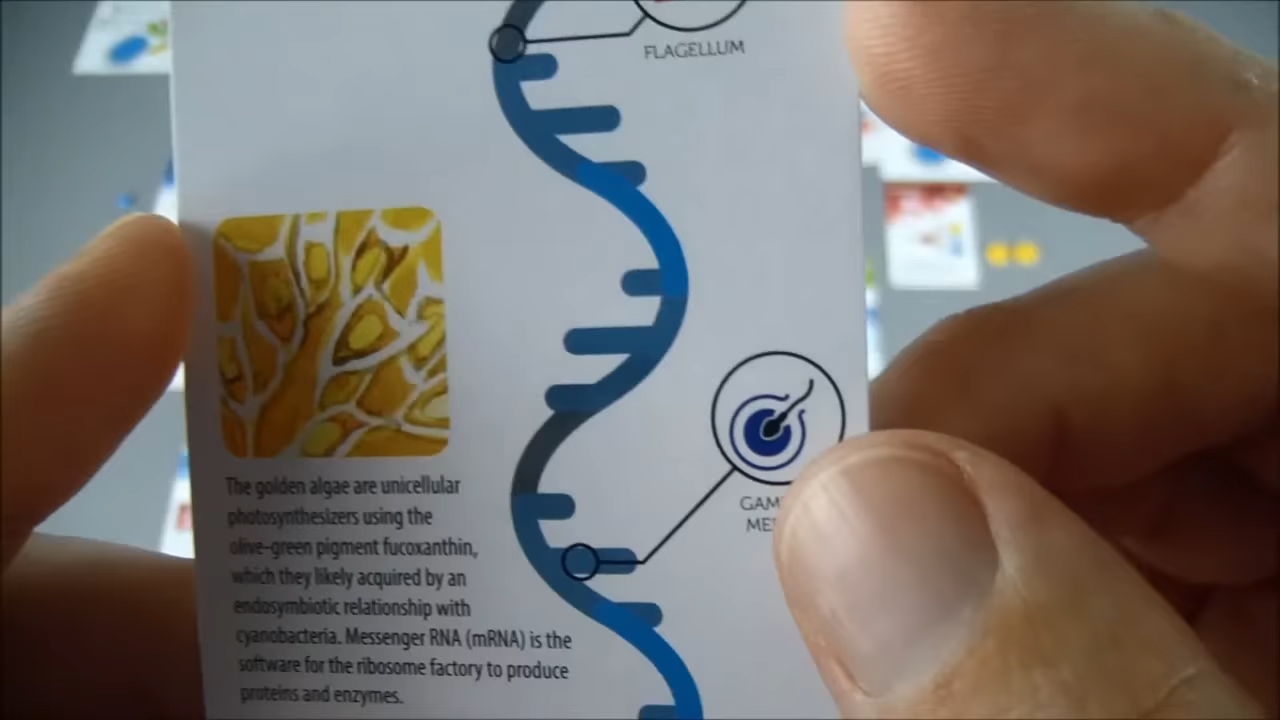 FLAGELLUM
The golden algae are unicellular
photosynthesizers using the
olive-green pigment fucoxanthin,
which they likely acquired by an
endosymbiotic relationship with
cyanobacteria. Messenger RNA (mRNA) is the
software for the ribosome factory to produce
proteins and enzymes.